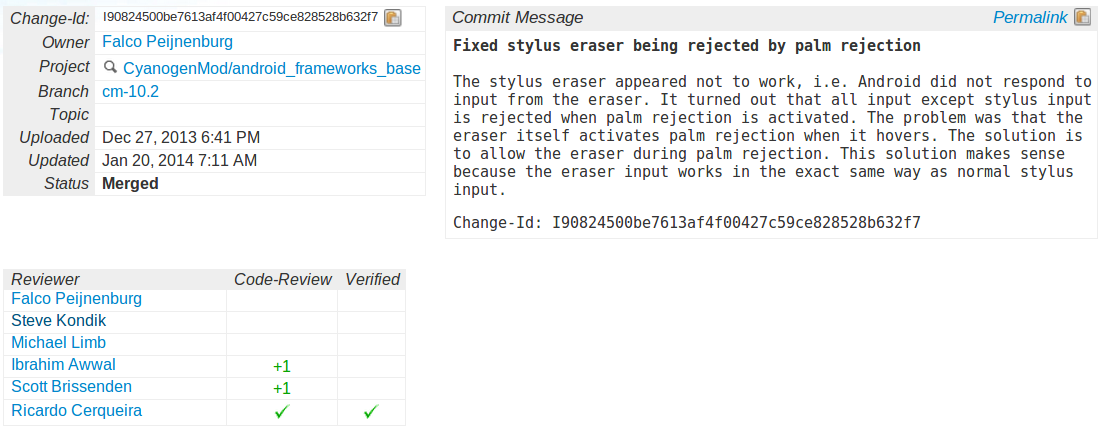 Change-Id: I90824500be7613af4f00427c59ce828528b632f7
Owner Falco Peijnenburg
Project CyanogenMod/android_frameworks_base
Branch cm-10.2
Topic
Uploaded Dec 27, 2013 6:41 PM
Updated Jan 20, 2014 7:11 AM
Status Merged
Commit Message Permalink
Fixed stylus eraser being rejected by palm rejection
The stylus eraser appeared not to work, i.e. Android did not respond to
input from the eraser. It turned out that all input except stylus input
is rejected when palm rejection is activated. The problem was that the
eraser itself activates palm rejection when it hovers. The solution is
to allow the eraser during palm rejection. This solution makes sense
because the eraser input works in the exact same way as normal stylus
input.
Change-Id: I90824500be7613af4f00427c59ce828528b632f7
Reviewer Code-Review Verified
Falco Peijnenburg
Steve Kondik
Michael Limb
Ibrahim Awwal +1
Scott Brissenden +1
Ricardo Cerqueira